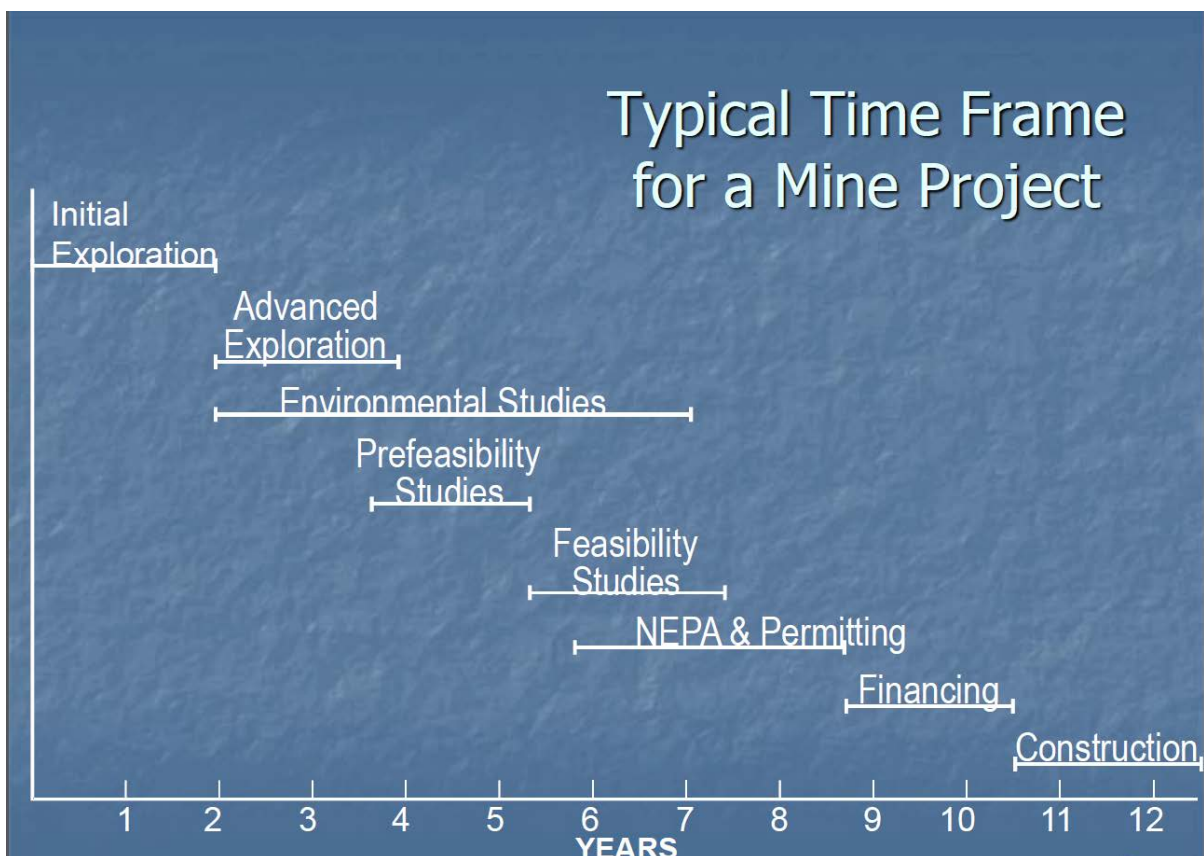 Typical Time Frame
for a Mine Project
Initial
Exploration
Advanced
Exploration
Environmental Studies
Prefeasibility
Studies
Feasibility
Studies
NEPA & Permitting
Financing
Construction
1 2 3 4 5 6 7 8 9 10 11 12
YEARS